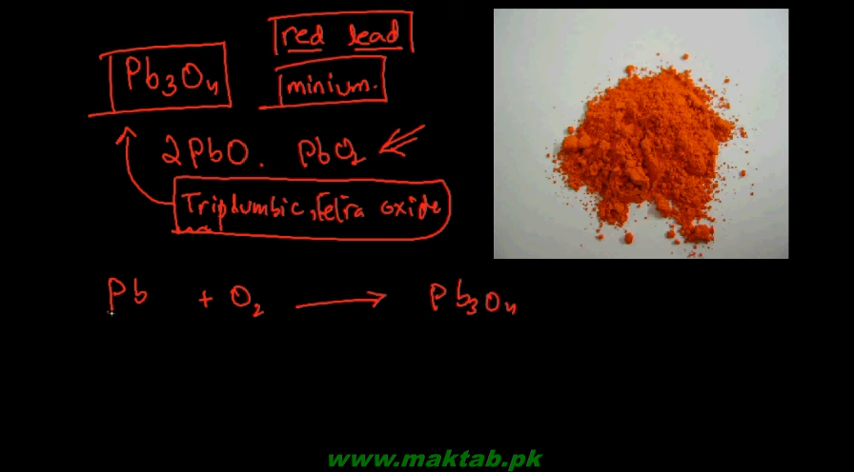 Pb₃O₄
red lead
minium.
2PbO. PbO₂
Triplumbic, Tetra oxide
Pb + O₂ → Pb₃O₄
www.maktab.pk